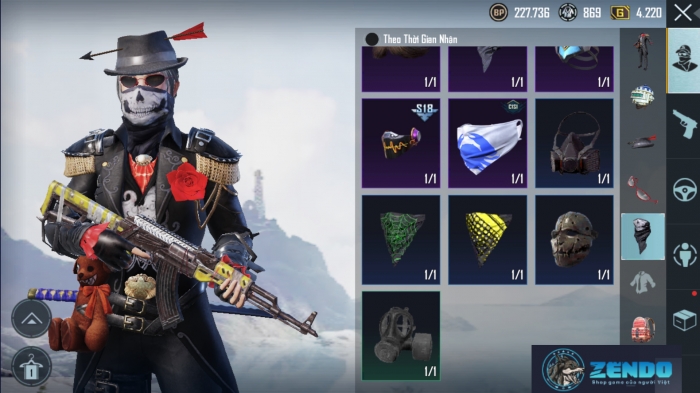 BP 227.736 869 G 4.220
Theo Thời Gian Nhận
1/1 1/1 1/1
S18
1/1 1/1 1/1
1/1 1/1 1/1
1/1
ZENDO
Shop game của người Việt